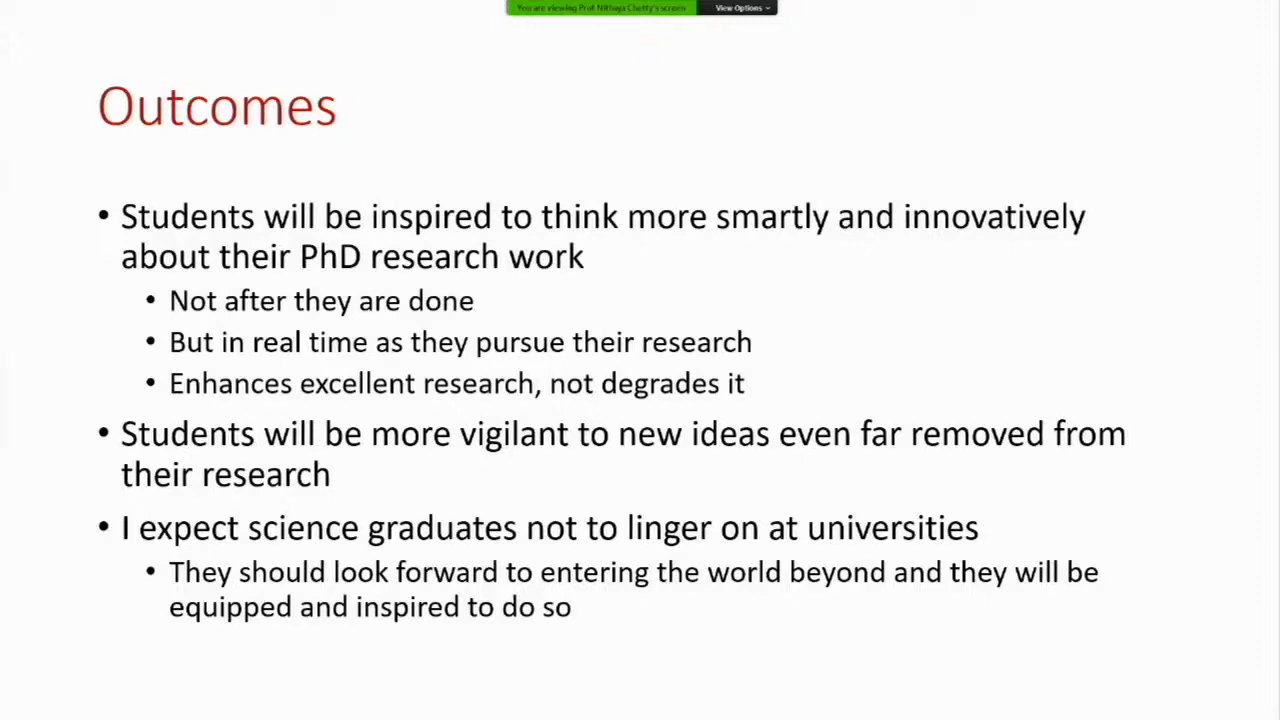 You are viewing Prof Nithaya Chetty's screen
View Options
Outcomes
• Students will be inspired to think more smartly and innovatively
about their PhD research work
• Not after they are done
• But in real time as they pursue their research
• Enhances excellent research, not degrades it
• Students will be more vigilant to new ideas even far removed from
their research
• I expect science graduates not to linger on at universities
• They should look forward to entering the world beyond and they will be
equipped and inspired to do so